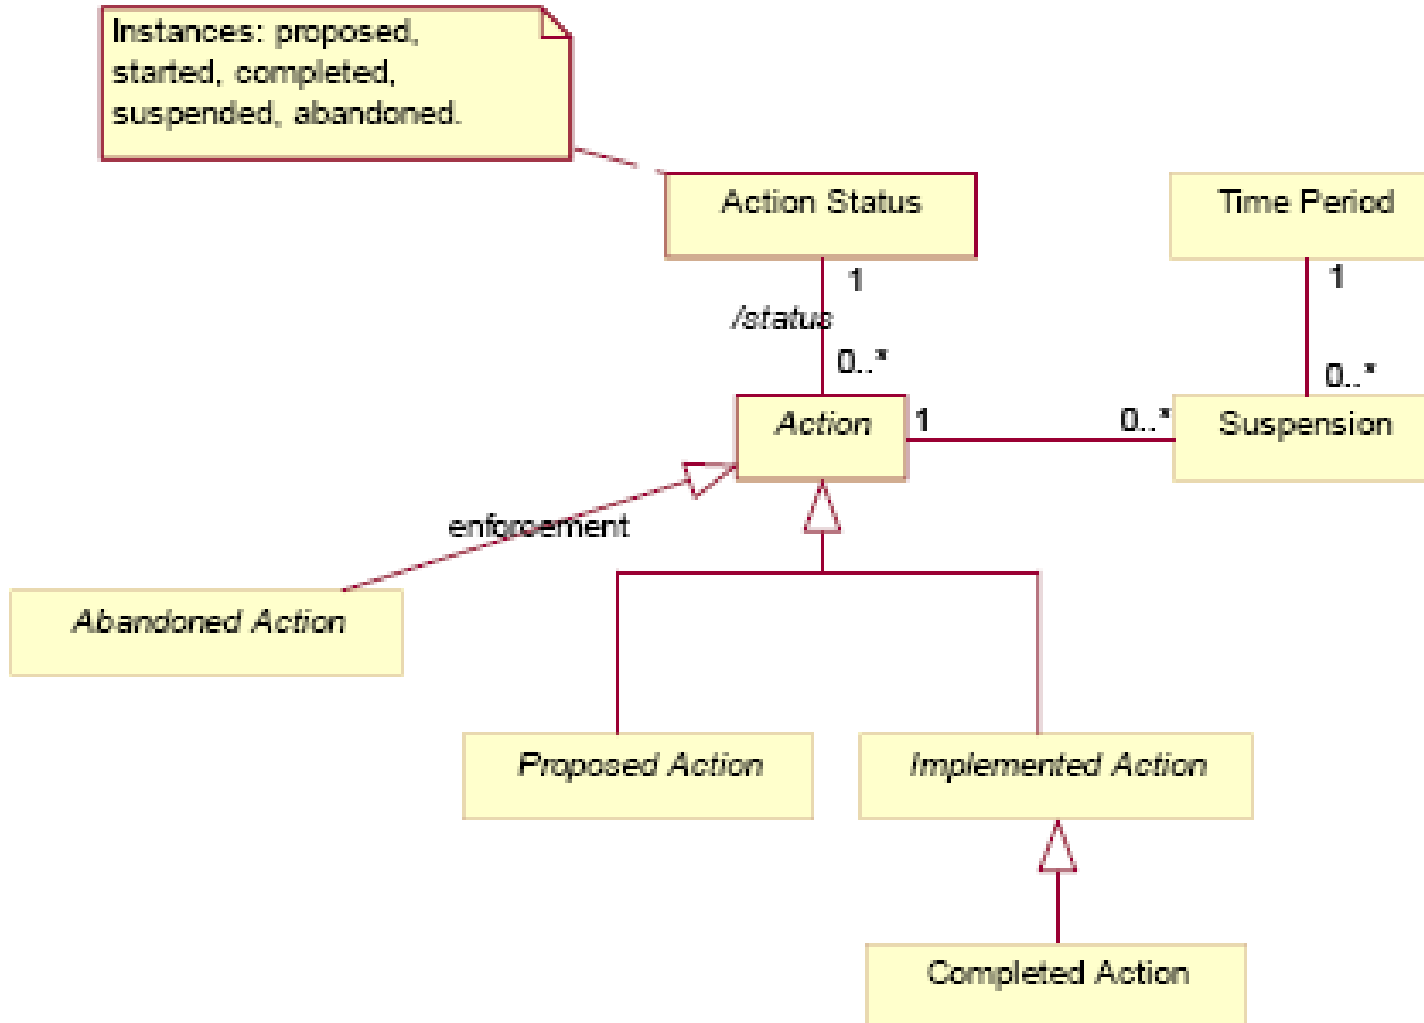 Instances: proposed,
started, completed,
suspended, abandoned.
Action Status
Time Period
1
1
/status
0..*
0..*
Action
1
0..*
Suspension
enforcement
Abandoned Action
Proposed Action
Implemented Action
Completed Action